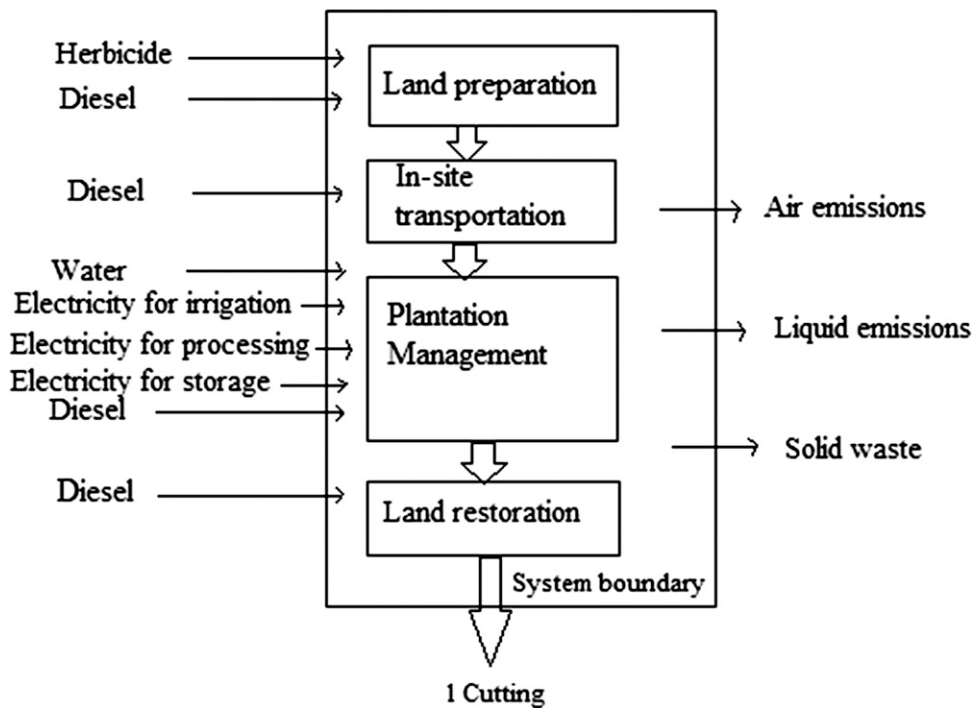 Herbicide
Diesel
Land preparation
Diesel
In-site
transportation
Water
Electricity for irrigation
Electricity for processing
Electricity for storage
Diesel
Plantation
Management
Diesel
Land restoration
Air emissions
Liquid emissions
Solid waste
System boundary
1 Cutting